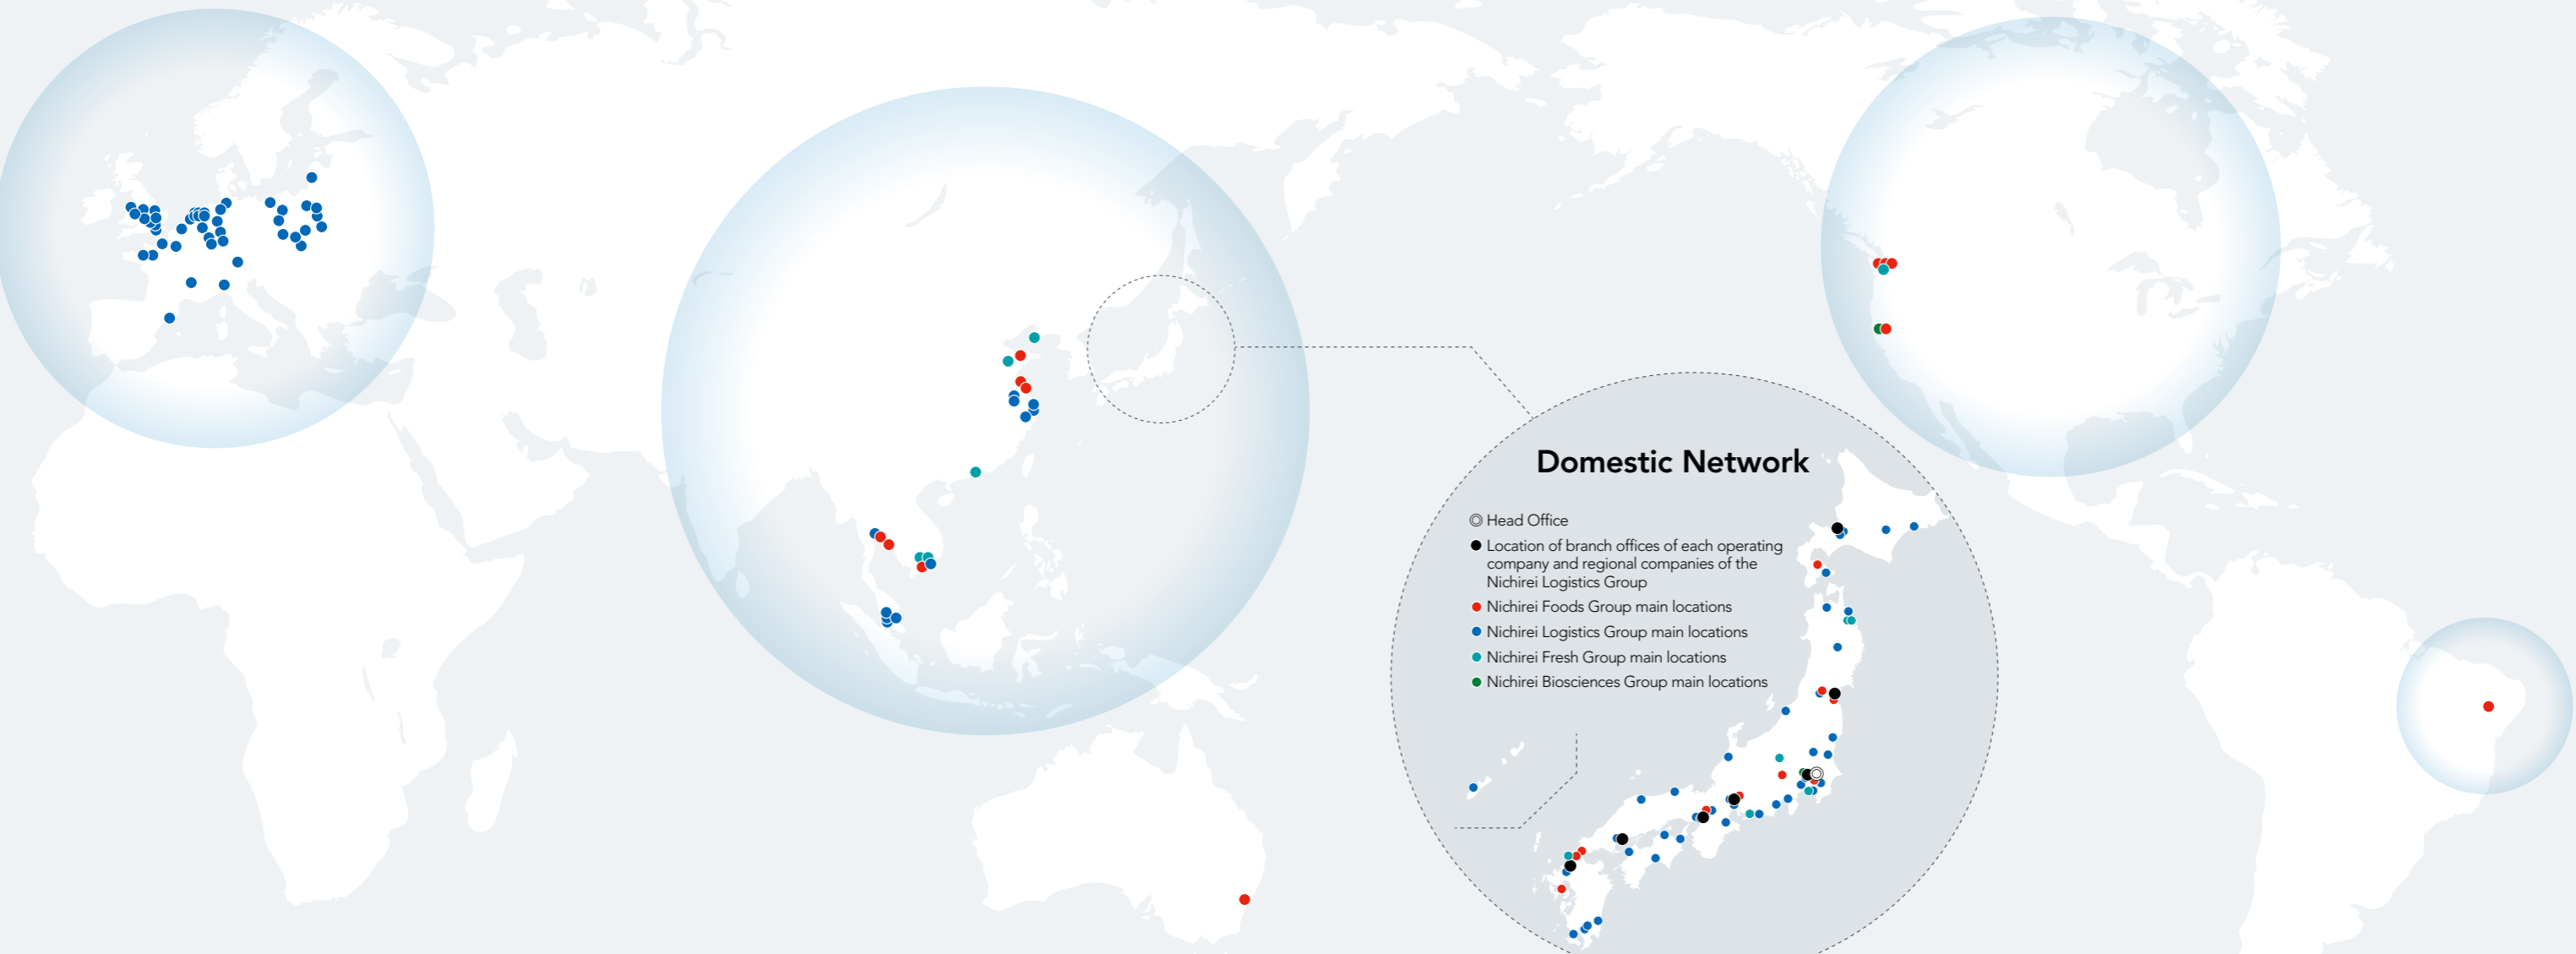 Domestic Network
Head Office
Location of branch offices of each operating
company and regional companies of the
Nichirei Logistics Group
Nichirei Foods Group main locations
Nichirei Logistics Group main locations
Nichirei Fresh Group main locations
Nichirei Biosciences Group main locations